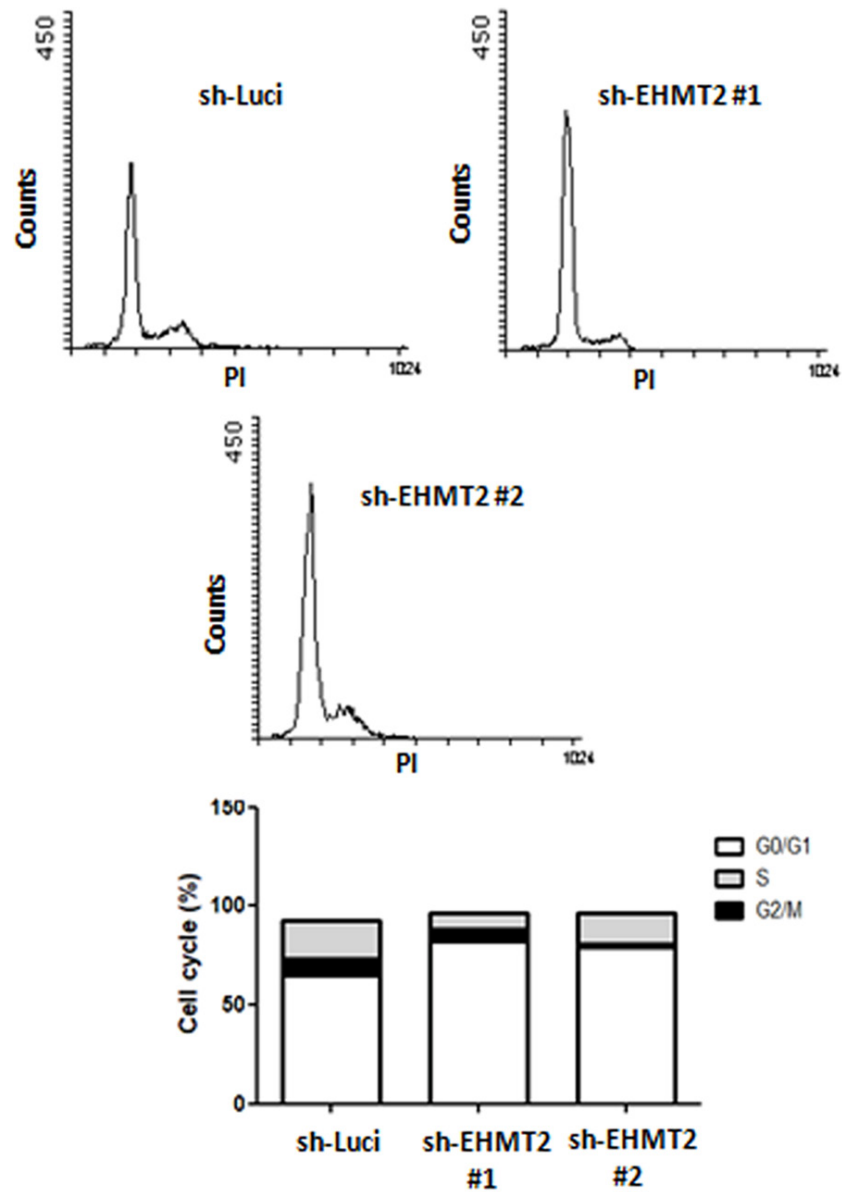 450
sh-Luci
Counts
PI
1024
450
sh-EHMT2 #1
Counts
PI
1024
450
sh-EHMT2 #2
Counts
PI
1024
150
100
50
0
Cell cycle (%)
G0/G1
S
G2/M
sh-Luci
sh-EHMT2
#1
sh-EHMT2
#2